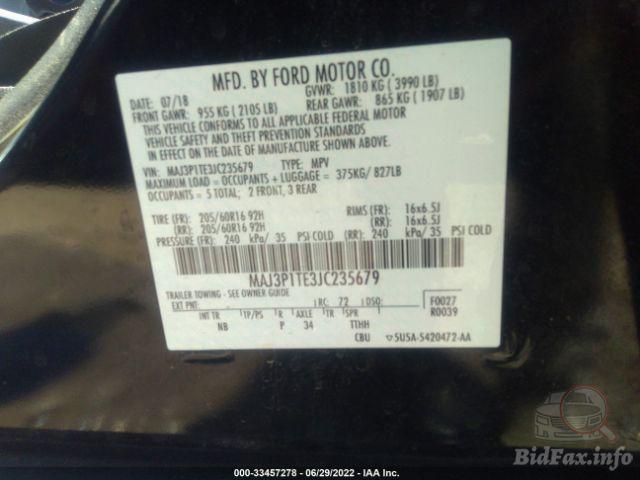 MFD. BY FORD MOTOR CO.
DATE: 07/18 GVWR: 1810 KG ( 3990 LB)
FRONT GAWR: 955 KG ( 2105 LB) REAR GAWR: 865 KG ( 1907 LB)
THIS VEHICLE CONFORMS TO ALL APPLICABLE FEDERAL MOTOR
VEHICLE SAFETY AND THEFT PREVENTION STANDARDS
IN EFFECT ON THE DATE OF MANUFACTURE SHOWN ABOVE.
VIN: MAJ3P1TE3JC235679 TYPE: MPV
MAXIMUM LOAD = OCCUPANTS + LUGGAGE = 375KG/ 827LB
OCCUPANTS = 5 TOTAL; 2 FRONT, 3 REAR
TIRE (FR): 205/60R16 92H RIMS (FR): 16x6.5J
(RR): 205/60R16 92H (RR): 16x6.5J
PRESSURE (FR): 240 kPa/ 35 PSI COLD (RR): 240 kPa/ 35 PSI COLD
MAJ3P1TE3JC235679
TRAILER TOWING - SEE OWNER GUIDE
EXT PNT: RC: 72 DSO: F0027
INT TR TP/PS R AXLE TR SPR R0039
NB P 34 TTHH
CBU 5U5A-5420472-AA
BidFax.info
000-33457278 - 06/29/2022 - IAA Inc.